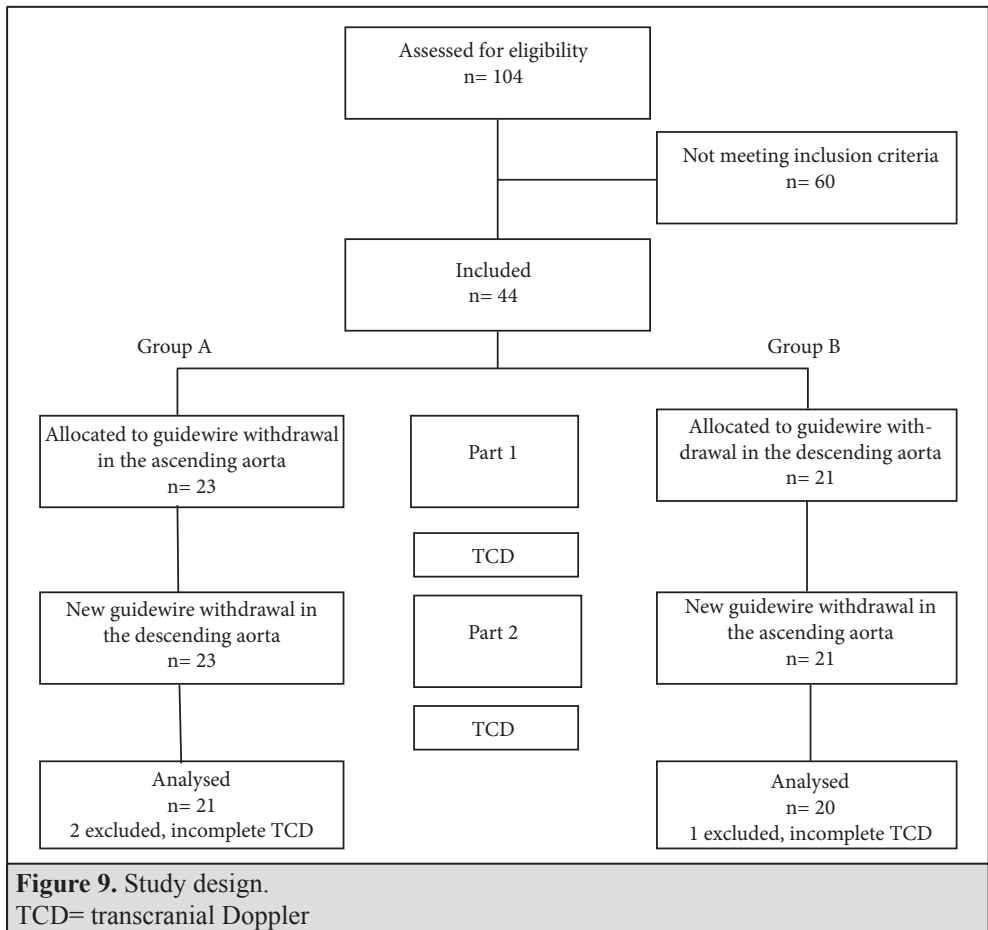 Assessed for eligibility
n= 104
Not meeting inclusion criteria
n= 60
Included
n= 44
Group A
Group B
Allocated to guidewire withdrawal
in the ascending aorta
n= 23
Part 1
Allocated to guidewire with-
drawal in the descending aorta
n= 21
TCD
New guidewire withdrawal in
the descending aorta
n= 23
Part 2
New guidewire withdrawal in
the ascending aorta
n= 21
TCD
Analysed
n= 21
2 excluded, incomplete TCD
Analysed
n= 20
1 excluded, incomplete TCD
Figure 9. Study design.
TCD= transcranial Doppler